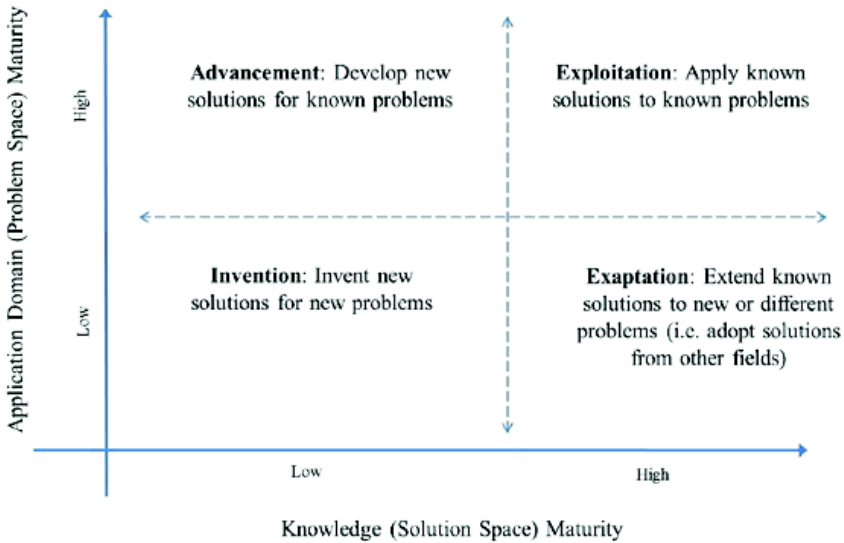 Application Domain (Problem Space) Maturity
High
Low
Advancement: Develop new
solutions for known problems
Exploitation: Apply known
solutions to known problems
Invention: Invent new
solutions for new problems
Exaptation: Extend known
solutions to new or different
problems (i.e. adopt solutions
from other fields)
Low
High
Knowledge (Solution Space) Maturity